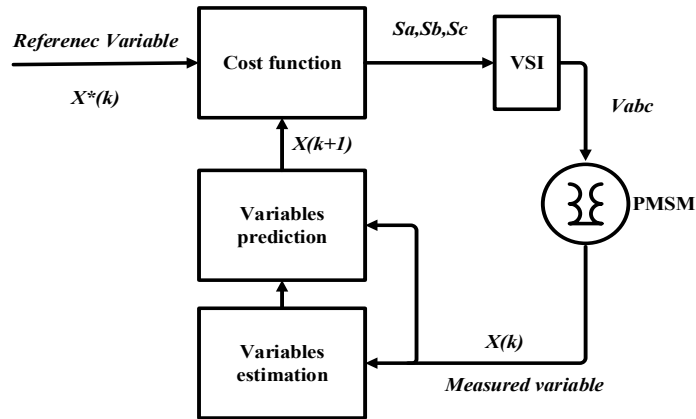 Referenec Variable
X*(k)
Cost function
Sa,Sb,Sc
VSI
Vabc
X(k+1)
Variables
prediction
PMSM
Variables
estimation
X(k)
Measured variable